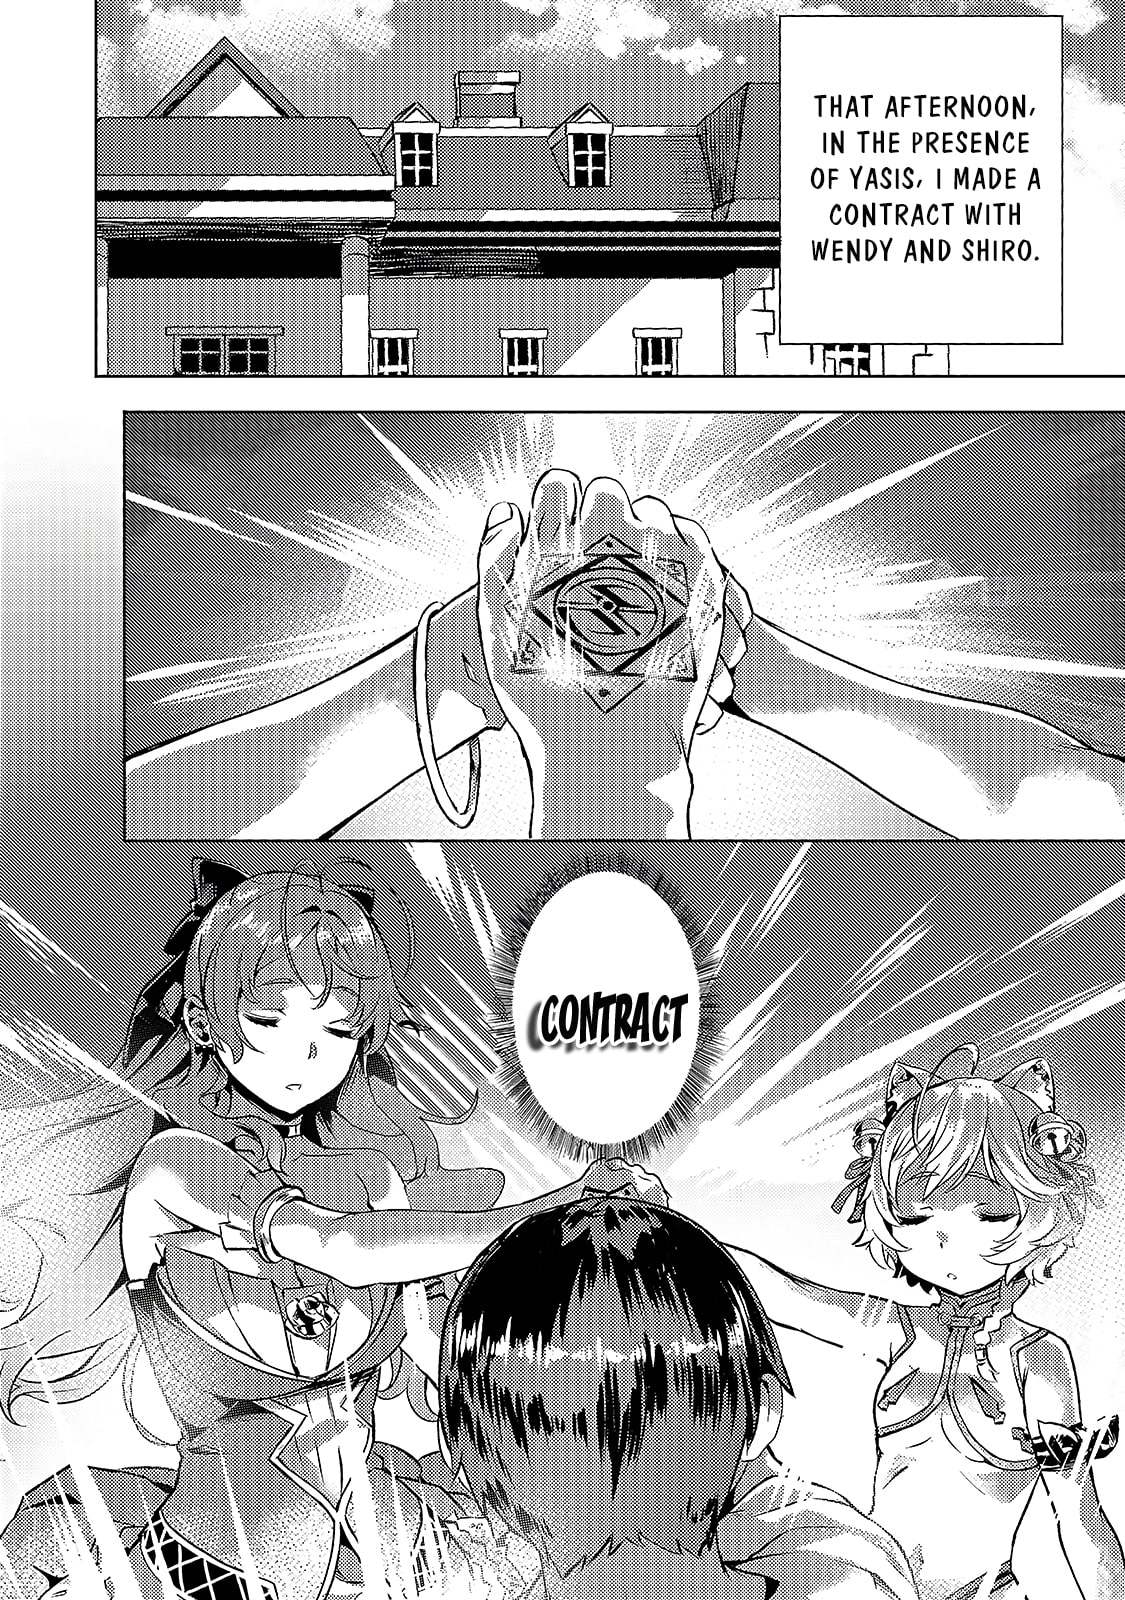 THAT AFTERNOON,
IN THE PRESENCE
OF YASIS, I MADE A
CONTRACT WITH
WENDY AND SHIRO.
CONTRACT